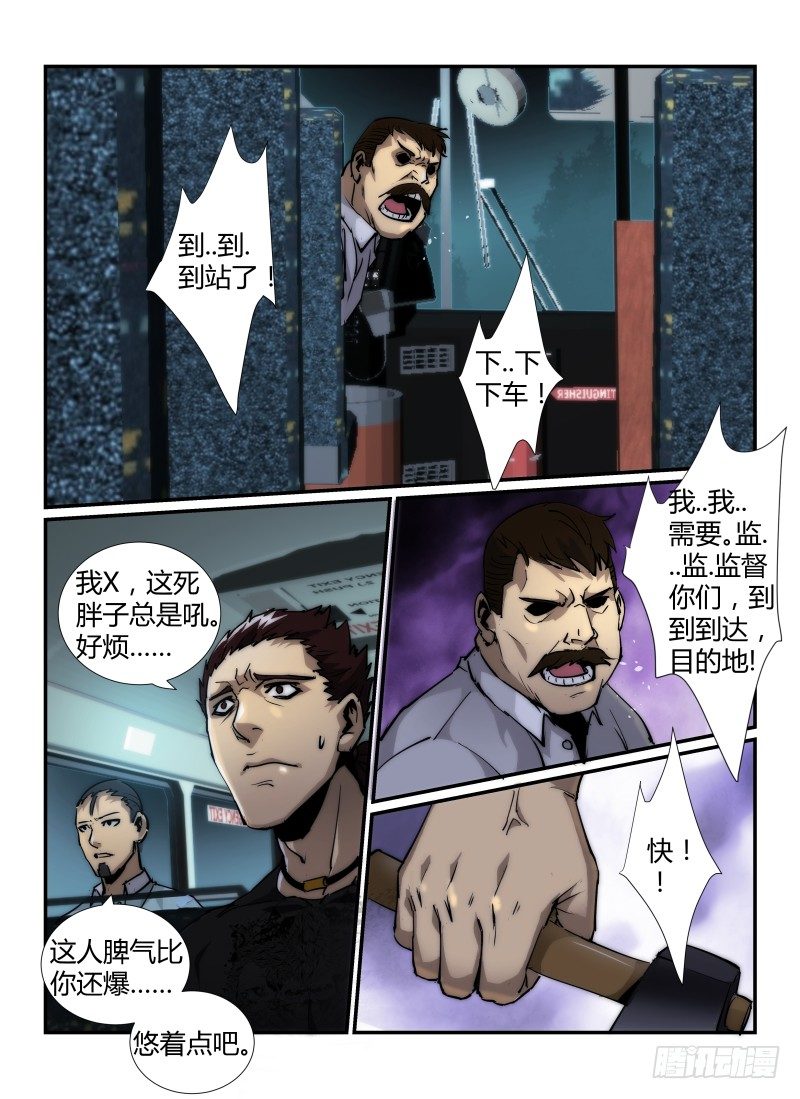 到..到.
到站了！
下..下
下车！
TINGUISHER
我..我..
需要。监.
..监.监督
你们，到
到到达，
目的地!
我X，这死
胖子总是吼。
好烦……
这人脾气比
你还爆……
悠着点吧。
快！
！
腾讯动漫